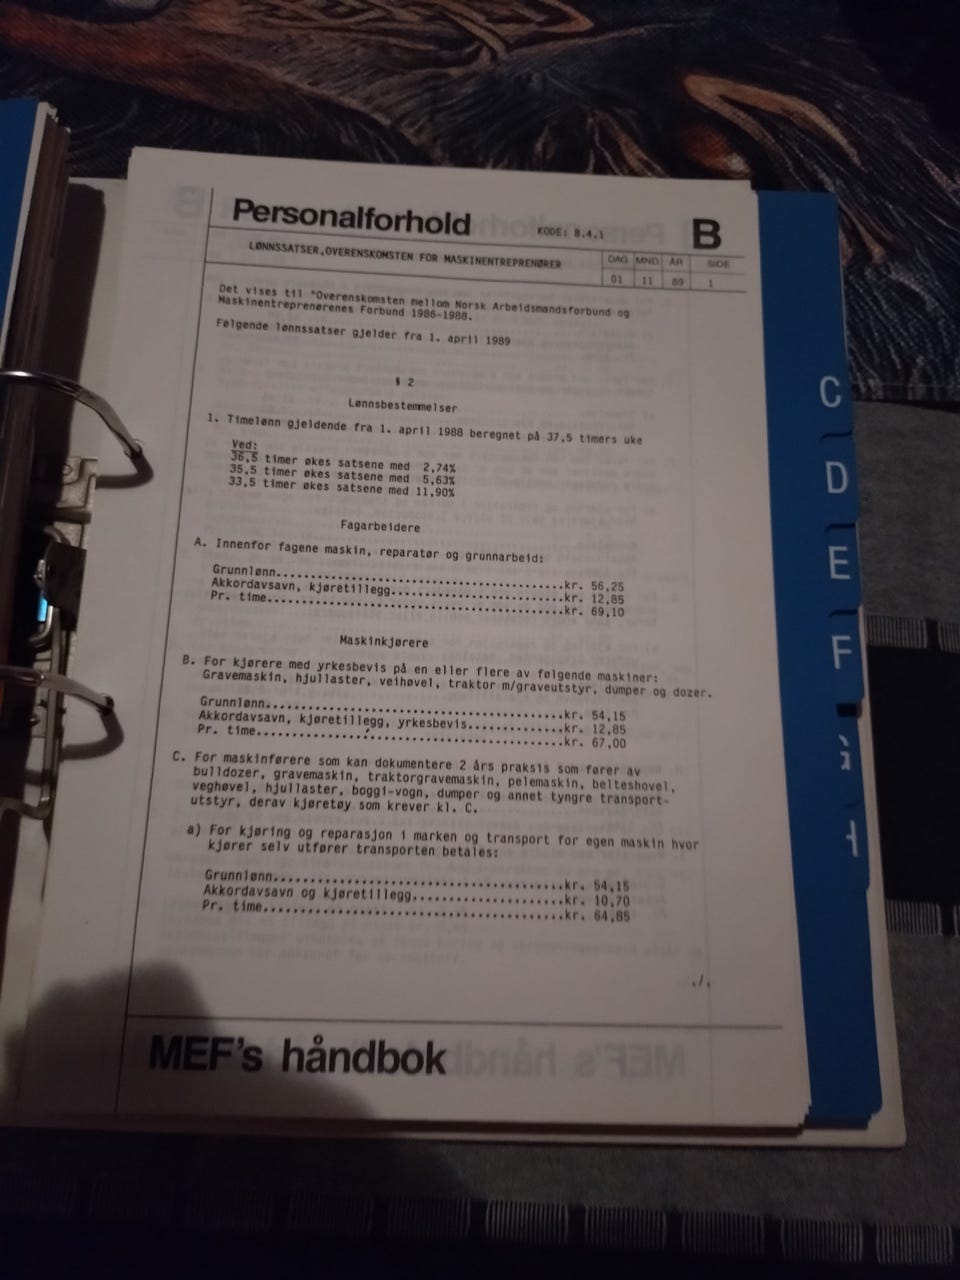 Personalforhold
KODE: B.4.1
B
LØNNSSATSER,OVERENSKOMSTEN FOR MASKINENTREPRENØRER
DAG MND. ÅR SIDE
01 11 89 1
Det vises til "Overenskomsten mellom Norsk Arbeidsmandsforbund og
Maskinentreprenørenes Forbund 1986-1988.
Følgende lønnssatser gjelder fra 1. april 1989
§ 2
Lønnsbestemmelser
1. Timelønn gjeldende fra 1. april 1988 beregnet på 37,5 timers uke
Ved:
36,5 timer økes satsene med 2,74%
35,5 timer økes satsene med 5,63%
33,5 timer økes satsene med 11,90%
Fagarbeidere
A. Innenfor fagene maskin, reparatør og grunnarbeid:
Grunnlønn......................................kr. 56,25
Akkordavsavn, kjøretillegg.......................kr. 12,85
Pr. time.......................................kr. 69,10
Maskinkjørere
B. For kjørere med yrkesbevis på en eller flere av følgende maskiner:
Gravemaskin, hjullaster, veihøvel, traktor m/graveutstyr, dumper og dozer.
Grunnlønn.......................................kr. 54,15
Akkordavsavn, kjøretillegg, yrkesbevis.............kr. 12,85
Pr. time........................................kr. 67,00
C. For maskinførere som kan dokumentere 2 års praksis som fører av
bulldozer, gravemaskin, traktorgravemaskin, pelemaskin, belteshovel,
veghøvel, hjullaster, boggi-vogn, dumper og annet tyngre transport-
utstyr, derav kjøretøy som krever kl. C.
a) For kjøring og reparasjon i marken og transport for egen maskin hvor
kjører selv utfører transporten betales:
Grunnlønn......................................kr. 54,15
Akkordavsavn og kjøretillegg.....................kr. 10,70
Pr. time.......................................kr. 64,85
./.
MEF's håndbok
C
D
E
F